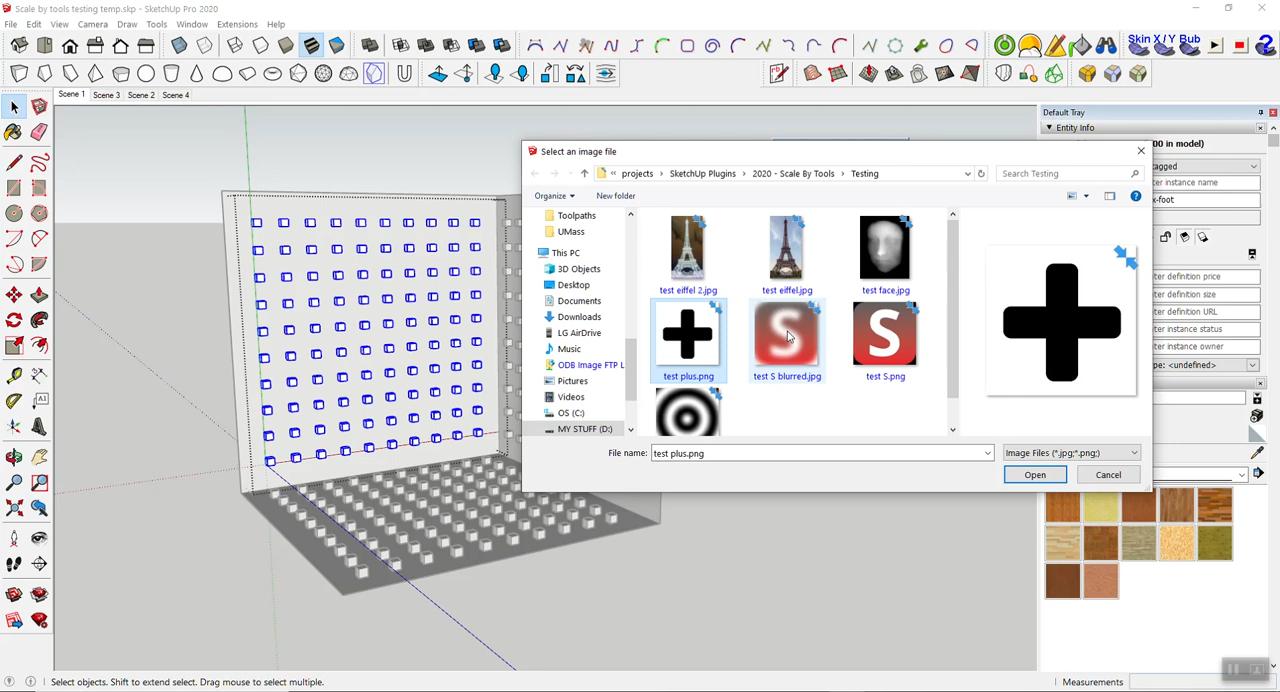 Scale by tools testing temp.skp - SketchUp Pro 2020
File Edit View Camera Draw Tools Window Extensions Help
Skin X / Y Bub
Scene 1 Scene 2 Scene 3 Scene 4
Default Tray
Entity Info
00 in model)
tagged
ter instance name
x-foot
ter definition price
ter definition size
ter definition URL
ter instance status
ter instance owner
pe: <undefined>
Select an image file
« projects > SketchUp Plugins > 2020 - Scale By Tools > Testing
Search Testing
Organize New folder
Toolpaths
UMass
This PC
3D Objects
Desktop
Documents
Downloads
LG AirDrive
Music
ODB Image FTP L
Pictures
Videos
OS (C:)
MY STUFF (D:)
test eiffel 2.jpg
test eiffel.jpg
test face.jpg
test plus.png
S
test S blurred.jpg
S
test S.png
File name: test plus.png
Image Files (*.jpg;*.png;)
Open Cancel
Select objects. Shift to extend select. Drag mouse to select multiple.
Measurements